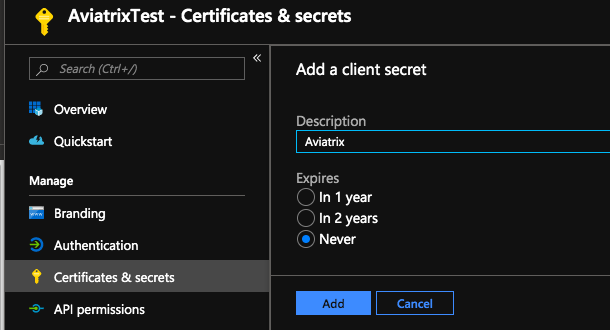 AviatrixTest - Certificates & secrets
Search (Ctrl+/)
«
Overview
Quickstart
Manage
Branding
Authentication
Certificates & secrets
API permissions
Add a client secret
Description
Aviatrix
Expires
In 1 year
In 2 years
Never
Add
Cancel